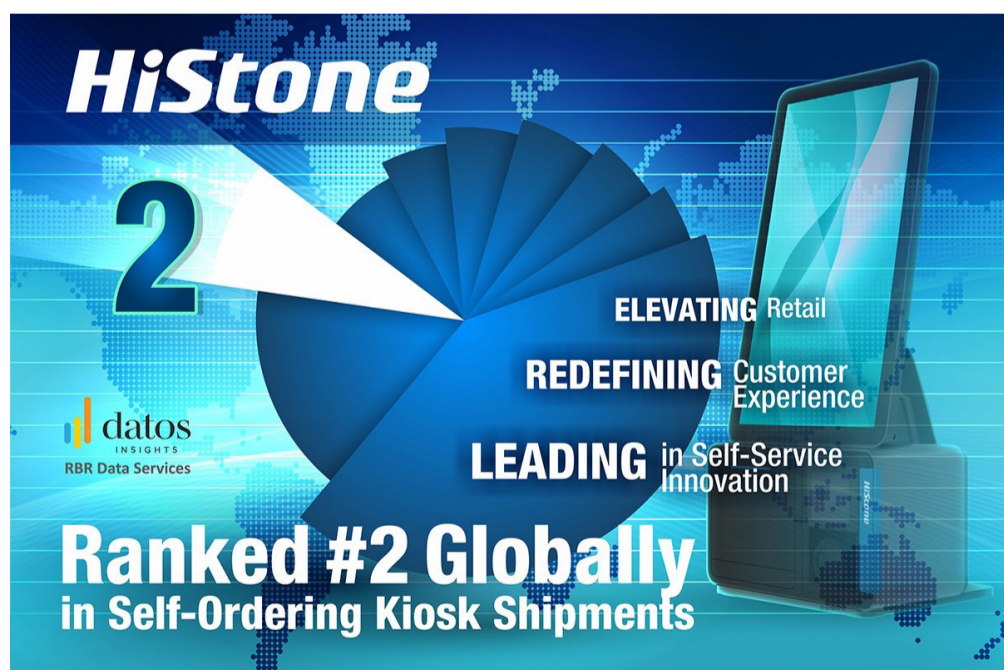 HiStone
2
ELEVATING Retail
REDEFINING Customer
Experience
LEADING in Self-Service
Innovation
datos
INSIGHTS
RBR Data Services
HiStone
Ranked #2 Globally
in Self-Ordering Kiosk Shipments